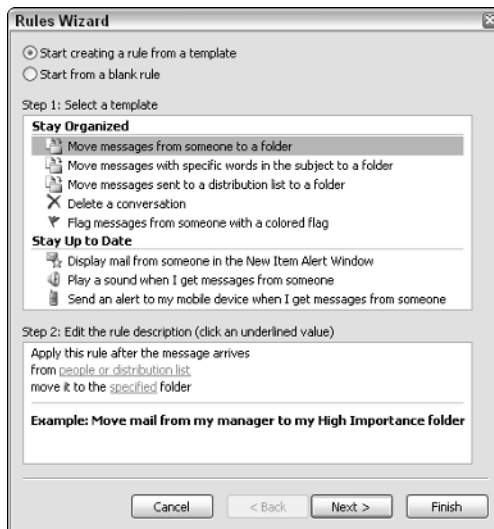 Rules Wizard
Start creating a rule from a template
Start from a blank rule
Step 1: Select a template
Stay Organized
Move messages from someone to a folder
Move messages with specific words in the subject to a folder
Move messages sent to a distribution list to a folder
Delete a conversation
Flag messages from someone with a colored flag
Stay Up to Date
Display mail from someone in the New Item Alert Window
Play a sound when I get messages from someone
Send an alert to my mobile device when I get messages from someone
Step 2: Edit the rule description (click an underlined value)
Apply this rule after the message arrives
from people or distribution list
move it to the specified folder
Example: Move mail from my manager to my High Importance folder
Cancel < Back Next > Finish